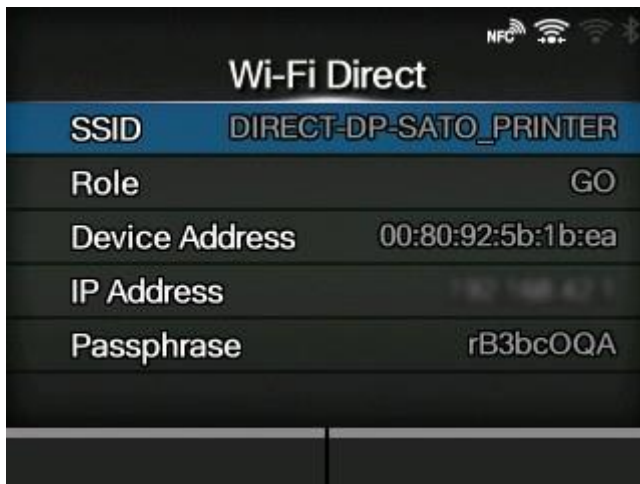 NFC
Wi-Fi Direct
SSID DIRECT-DP-SATO_PRINTER
Role GO
Device Address 00:80:92:5b:1b:ea
IP Address
Passphrase rB3bcOQA